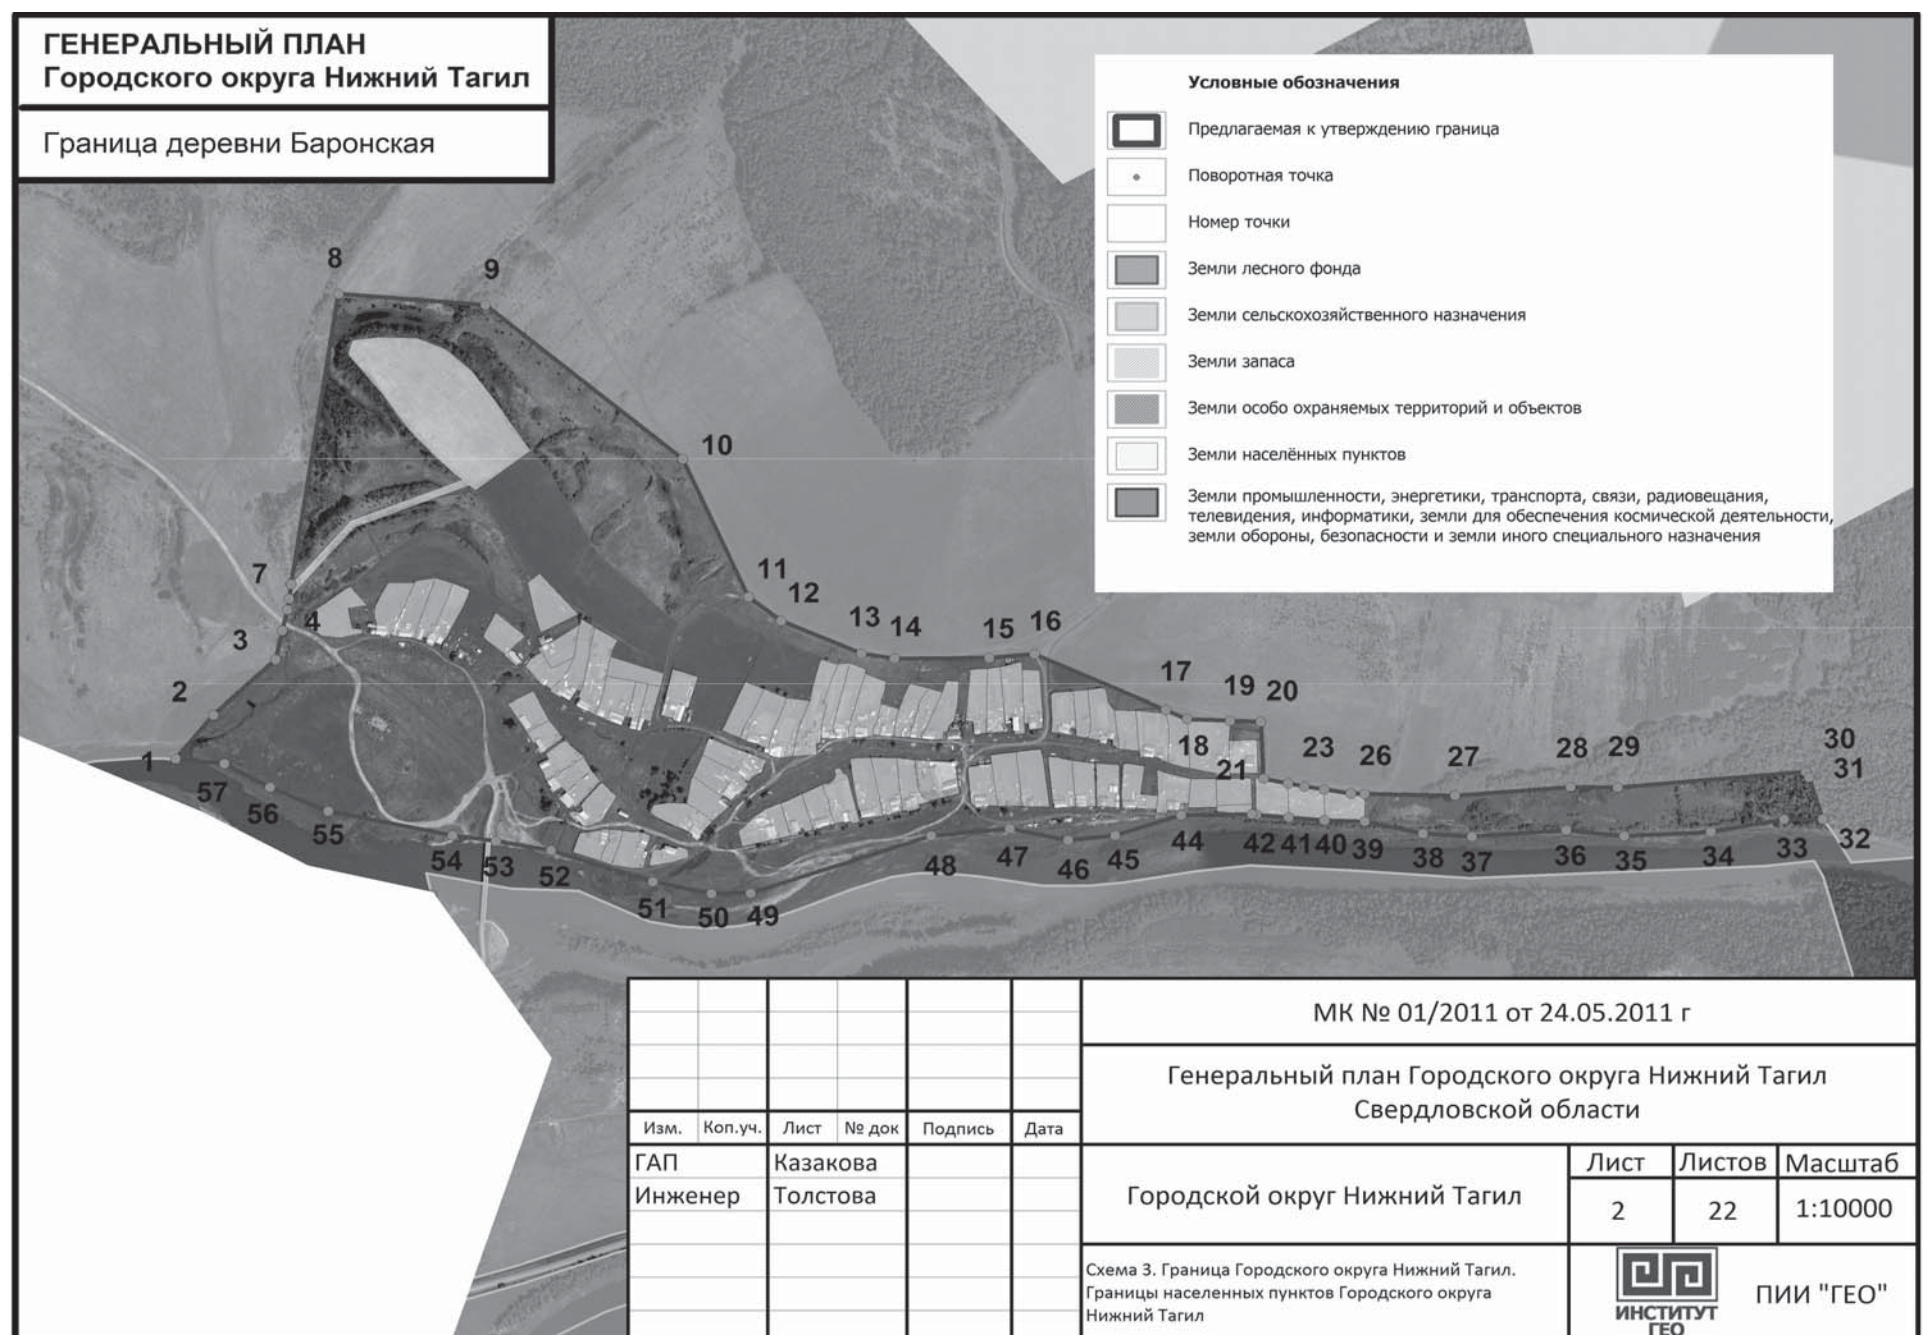 ГЕНЕРАЛЬНЫЙ ПЛАН
Городского округа Нижний Тагил
Граница деревни Баронская
Условные обозначения
Предлагаемая к утверждению граница
Поворотная точка
Номер точки
Земли лесного фонда
Земли сельскохозяйственного назначения
Земли запаса
Земли особо охраняемых территорий и объектов
Земли населённых пунктов
Земли промышленности, энергетики, транспорта, связи, радиовещания,
телевидения, информатики, земли для обеспечения космической деятельности,
земли обороны, безопасности и земли иного специального назначения
8
9
10
7
11
12
4
3
13
14
15
16
2
17
19
20
18
1
57
21
23
26
27
28
29
30
31
56
55
54
53
52
51
50
49
48
47
46
45
44
42
41
40
39
38
37
36
35
34
33
32
МК № 01/2011 от 24.05.2011 г
Генеральный план Городского округа Нижний Тагил
Свердловской области
Изм. Коп.уч. Лист № док Подпись Дата
ГАП Казакова
Инженер Толстова
Городской округ Нижний Тагил
Лист Листов Масштаб
2 22 1:10000
Схема 3. Граница Городского округа Нижний Тагил.
Границы населенных пунктов Городского округа
Нижний Тагил
ИНСТИТУТ
ГЕО
ПИИ "ГЕО"